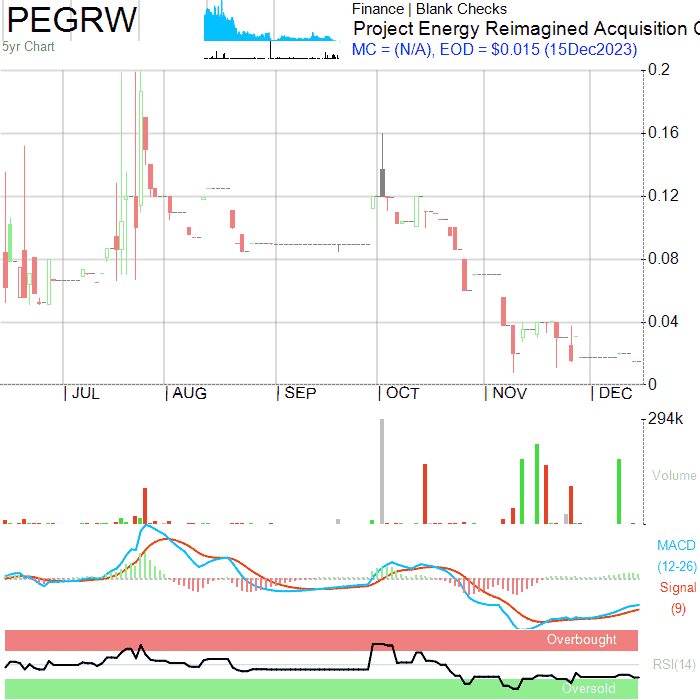 PEGRW
5yr Chart
Finance | Blank Checks
Project Energy Reimagined Acquisition C
MC = (N/A), EOD = $0.015 (15Dec2023)
0.2
0.16
0.12
0.08
0.04
0
JUL AUG SEP OCT NOV DEC
294k
Volume
MACD
(12-26)
Signal
(9)
Overbought
RSI(14)
Oversold